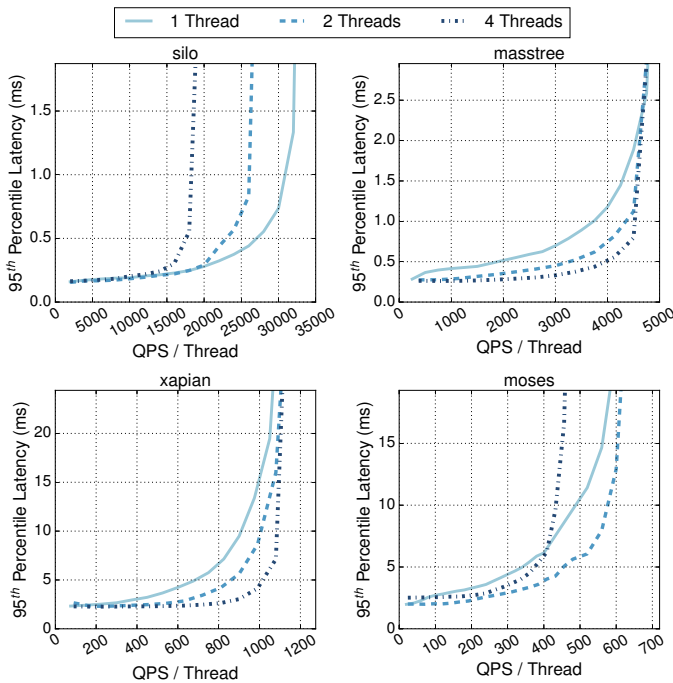 1 Thread 2 Threads 4 Threads
silo
95th Percentile Latency (ms)
1.5
1.0
0.5
0.0
5000 10000 15000 20000 25000 30000 35000
QPS / Thread
masstree
95th Percentile Latency (ms)
2.5
2.0
1.5
1.0
0.5
0.0
1000 2000 3000 4000 5000
QPS / Thread
xapian
95th Percentile Latency (ms)
20
15
10
5
0
200 400 600 800 1000 1200
QPS / Thread
moses
95th Percentile Latency (ms)
15
10
5
0
100 200 300 400 500 600 700
QPS / Thread